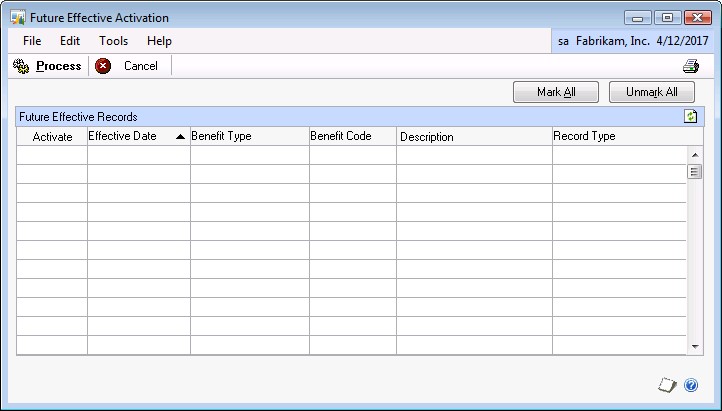 Future Effective Activation
File Edit Tools Help sa Fabrikam, Inc. 4/12/2017
Process Cancel
Mark All Unmark All
Future Effective Records
Activate Effective Date Benefit Type Benefit Code Description Record Type